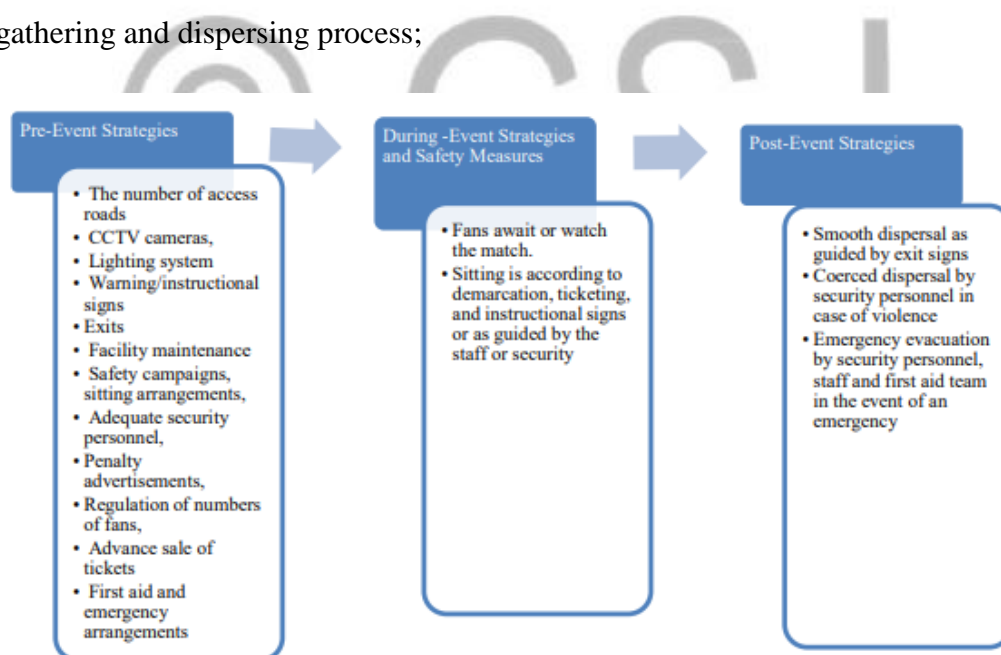 gathering and dispersing process;
Pre-Event Strategies
• The number of access
roads
• CCTV cameras,
• Lighting system
• Warning/instructional
signs
• Exits
• Facility maintenance
• Safety campaigns,
sitting arrangements,
• Adequate security
personnel,
• Penalty
advertisements,
• Regulation of numbers
of fans,
• Advance sale of
tickets
• First aid and
emergency
arrangements
During -Event Strategies
and Safety Measures
• Fans await or watch
the match.
• Sitting is according to
demarcation, ticketing,
and instructional signs
or as guided by the
staff or security
Post-Event Strategies
• Smooth dispersal as
guided by exit signs
• Coerced dispersal by
security personnel in
case of violence
• Emergency evacuation
by security personnel,
staff and first aid team
in the event of an
emergency